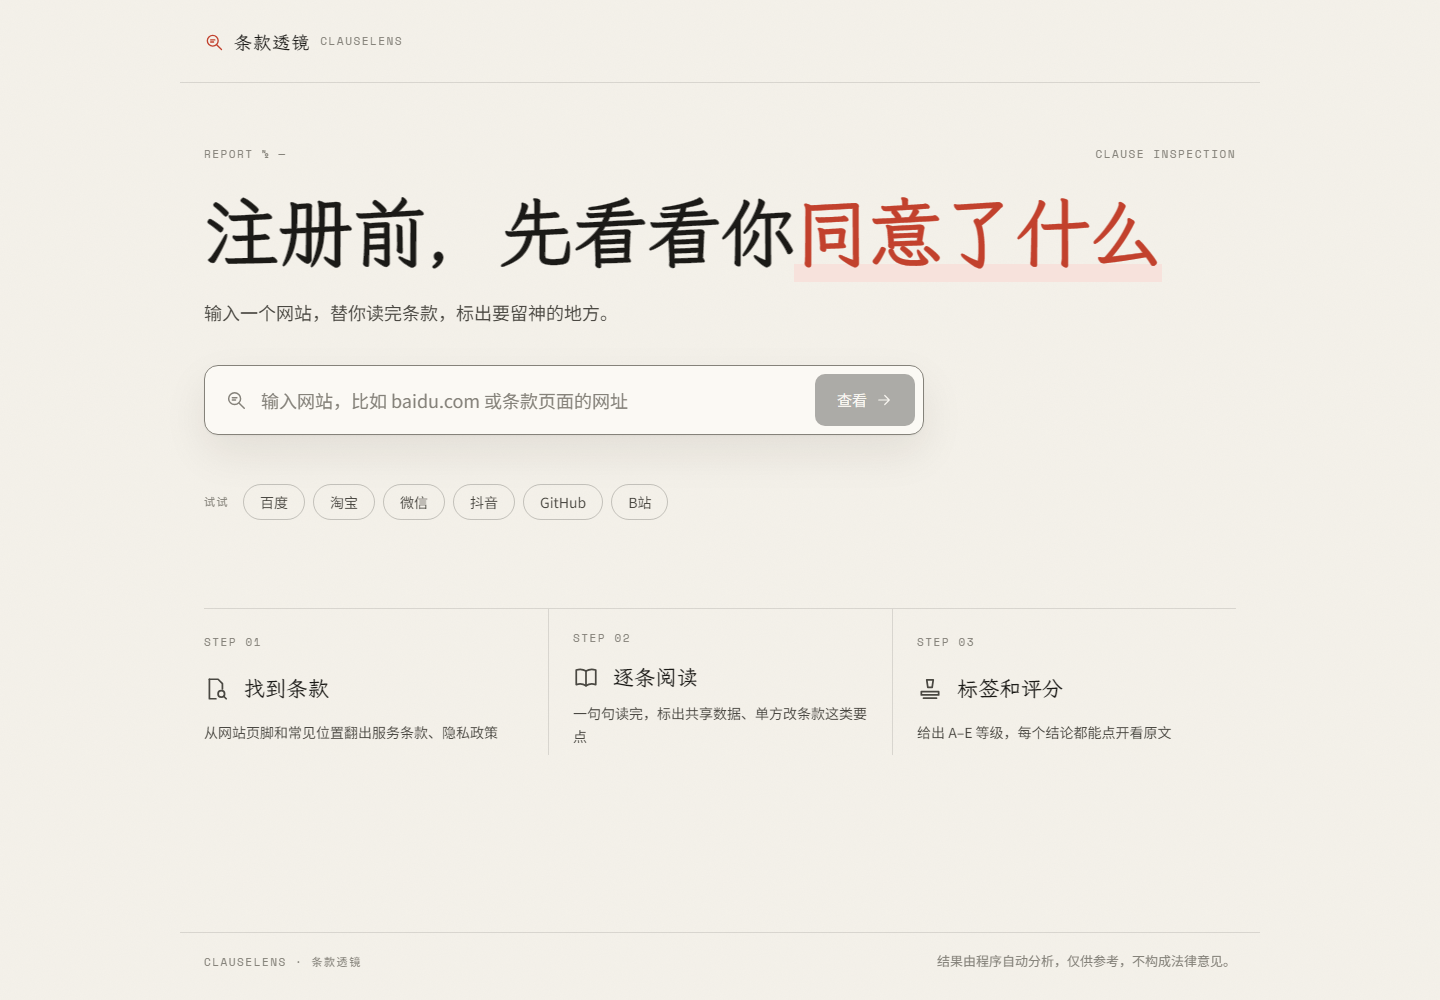 条款透镜 CLAUSELENS
REPORT № —
CLAUSE INSPECTION
注册前，先看看你同意了什么
输入一个网站，替你读完条款，标出要留神的地方。
输入网站，比如 baidu.com 或条款页面的网址
查看 →
试试 百度 淘宝 微信 抖音 GitHub B站
STEP 01
找到条款
从网站页脚和常见位置翻出服务条款、隐私政策
STEP 02
逐条阅读
一句句读完，标出共享数据、单方改条款这类要
点
STEP 03
标签和评分
给出 A–E 等级，每个结论都能点开看原文
CLAUSELENS · 条款透镜
结果由程序自动分析，仅供参考，不构成法律意见。